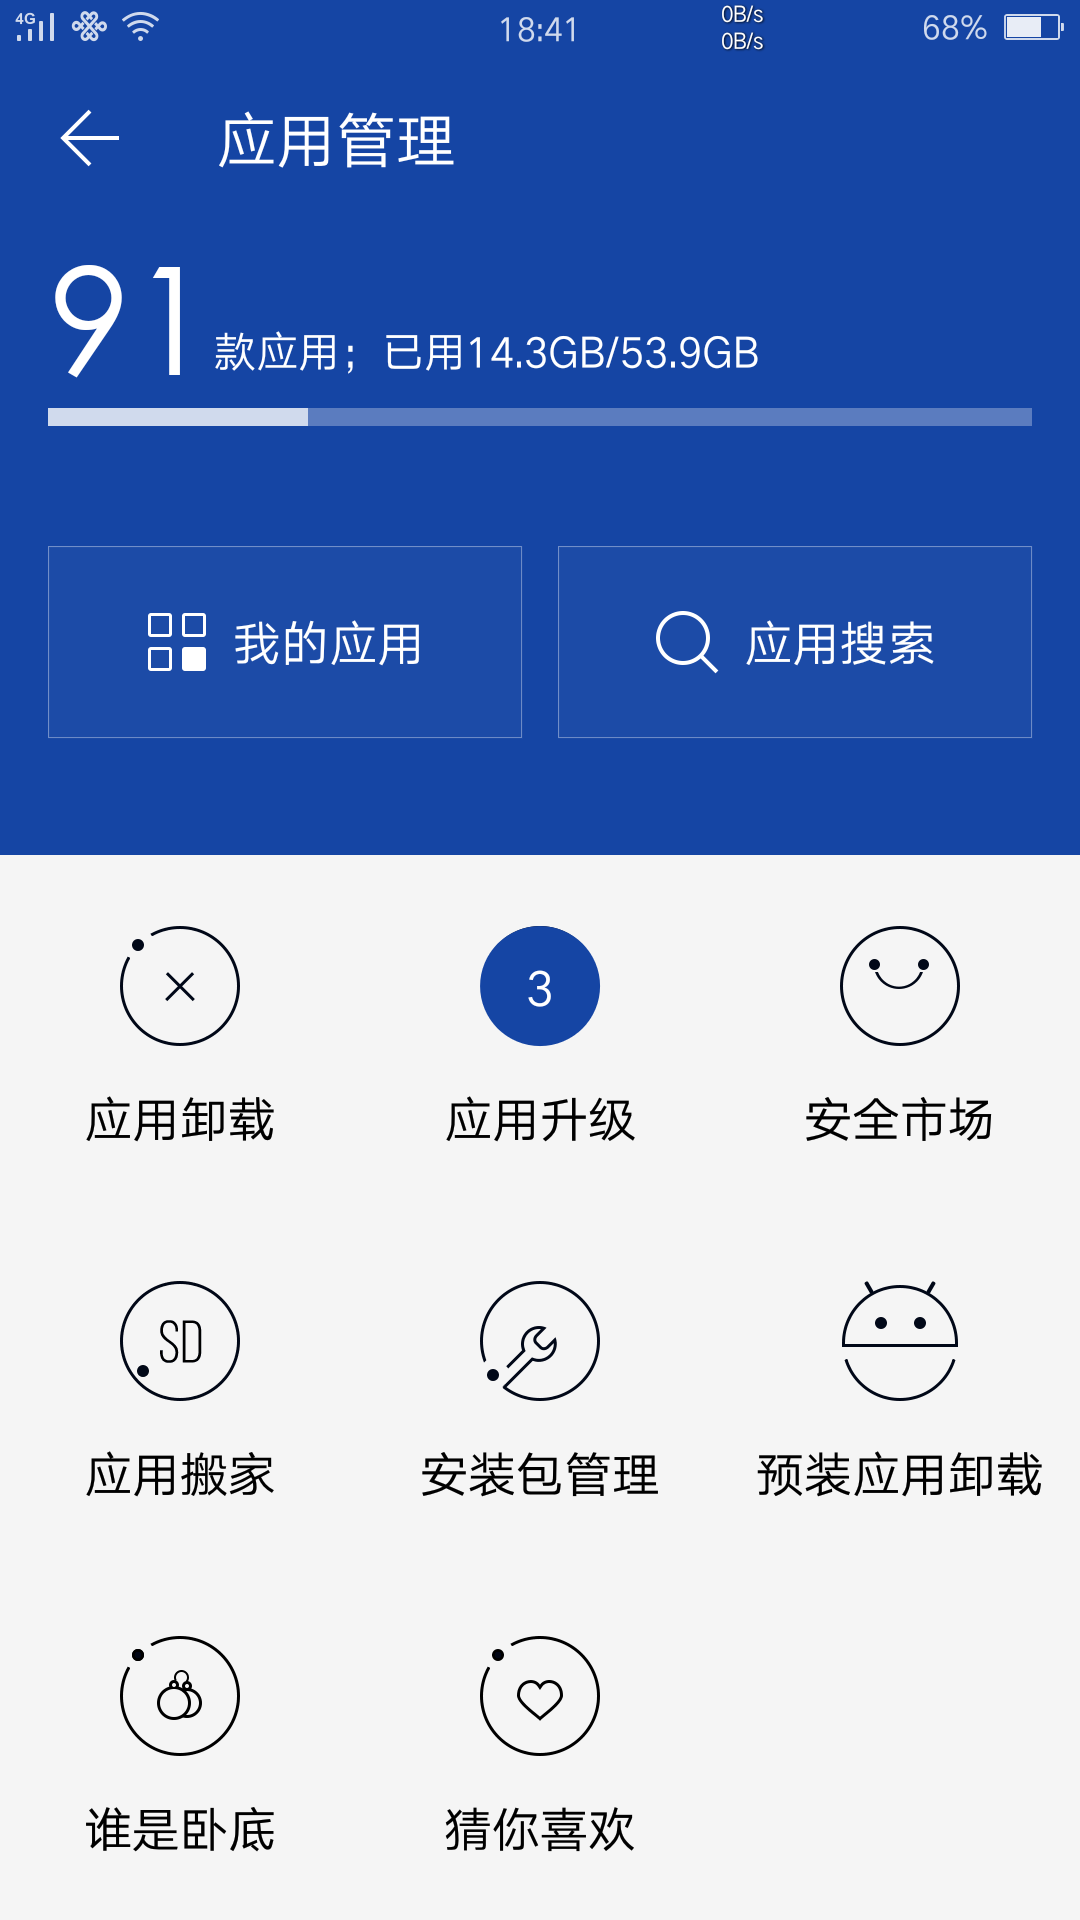 4G 18:41 0B/s 68%
0B/s
应用管理
91 款应用；已用14.3GB/53.9GB
我的应用 应用搜索
3
应用卸载 应用升级 安全市场
SD
应用搬家 安装包管理 预装应用卸载
谁是卧底 猜你喜欢